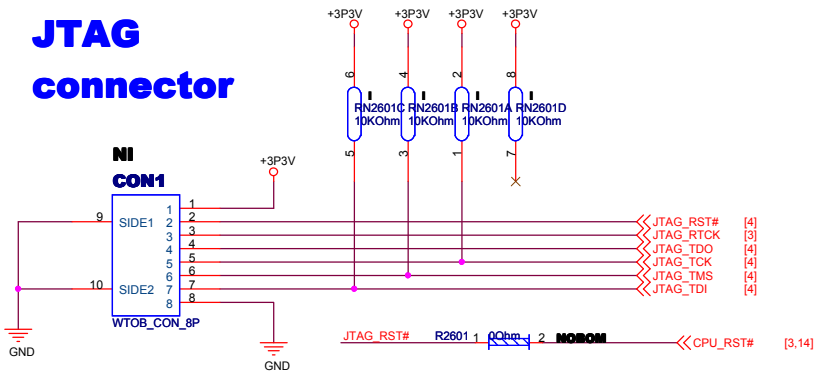 JTAG
connector
+3P3V +3P3V +3P3V +3P3V
6 4 2 8
I I I I
RN2601C RN2601B RN2601A RN2601D
10KOhm 10KOhm 10KOhm 10KOhm
5 3 1 7
NI
CON1
+3P3V
1 1
9 SIDE1 2 2 JTAG_RST# [4]
3 3 JTAG_RTCK [3]
4 4 JTAG_TDO [4]
5 5 JTAG_TCK [4]
6 6 JTAG_TMS [4]
10 SIDE2 7 7 JTAG_TDI [4]
8 8
WTOB_CON_8P
JTAG_RST# R2601 1 0Ohm 2 NOBOM CPU_RST# [3,14]
GND
GND